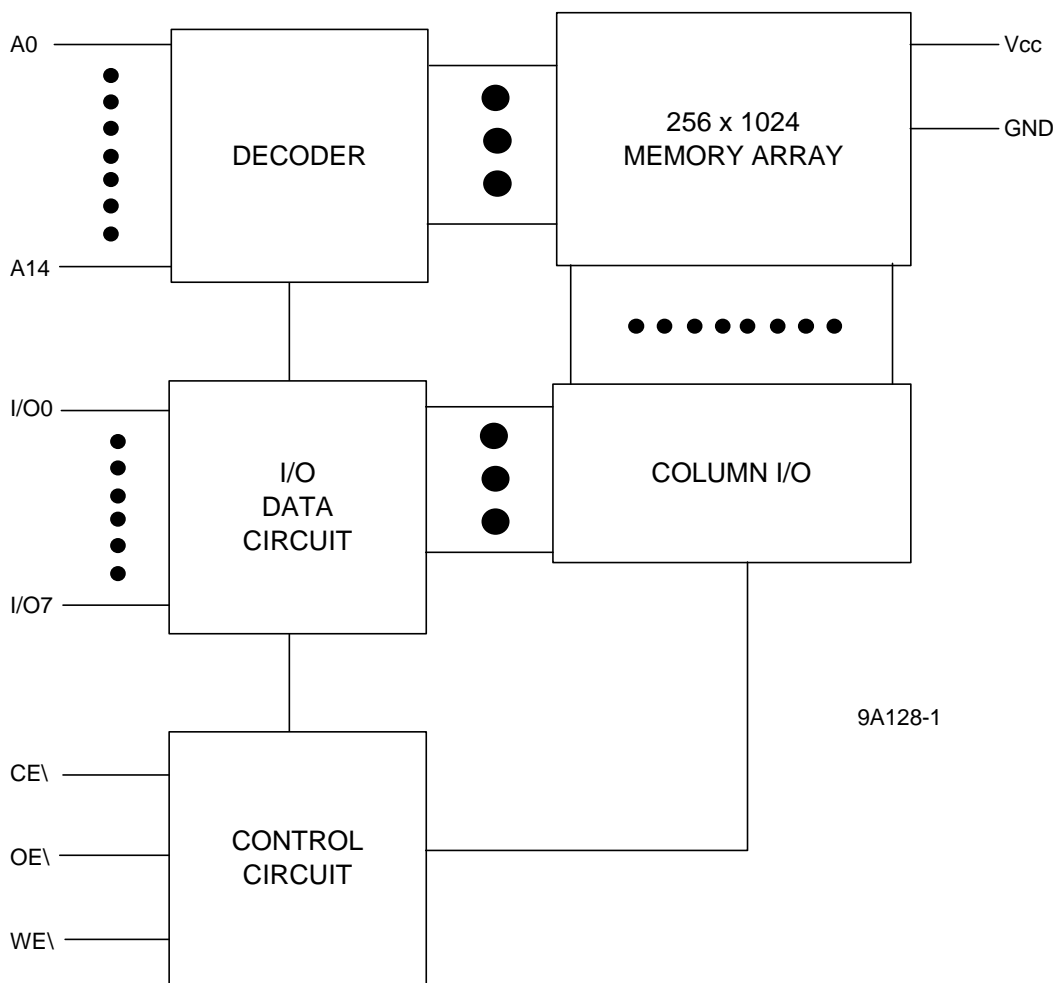 A0
DECODER
256 x 1024
MEMORY ARRAY
Vcc
GND
A14
I/O0
I/O
DATA
CIRCUIT
COLUMN I/O
I/O7
9A128-1
CE\
OE\
WE\
CONTROL
CIRCUIT